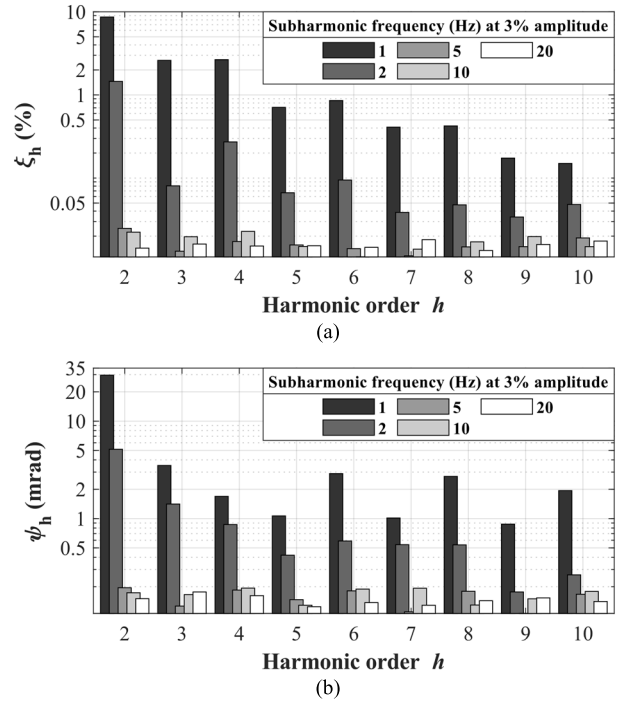 10
5
2
1
0.5
0.05
ξh (%)
Subharmonic frequency (Hz) at 3% amplitude
1 5 20
2 10
2 3 4 5 6 7 8 9 10
Harmonic order h
(a)
35
20
10
5
2
1
0.5
ψh (mrad)
Subharmonic frequency (Hz) at 3% amplitude
1 5 20
2 10
2 3 4 5 6 7 8 9 10
Harmonic order h
(b)